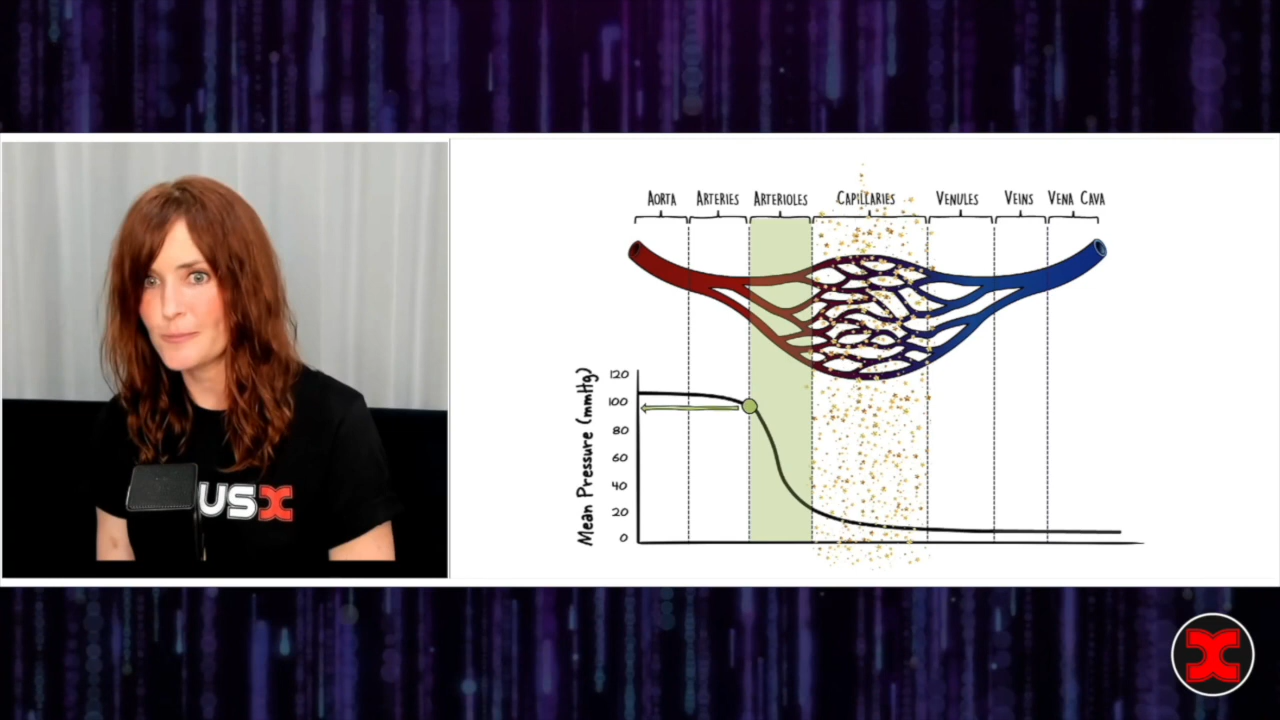 AORTA ARTERIES ARTERIOLES CAPILLARIES VENULES VEINS VENA CAVA
Mean Pressure (mmHg)
120
100
80
60
40
20
0
USX